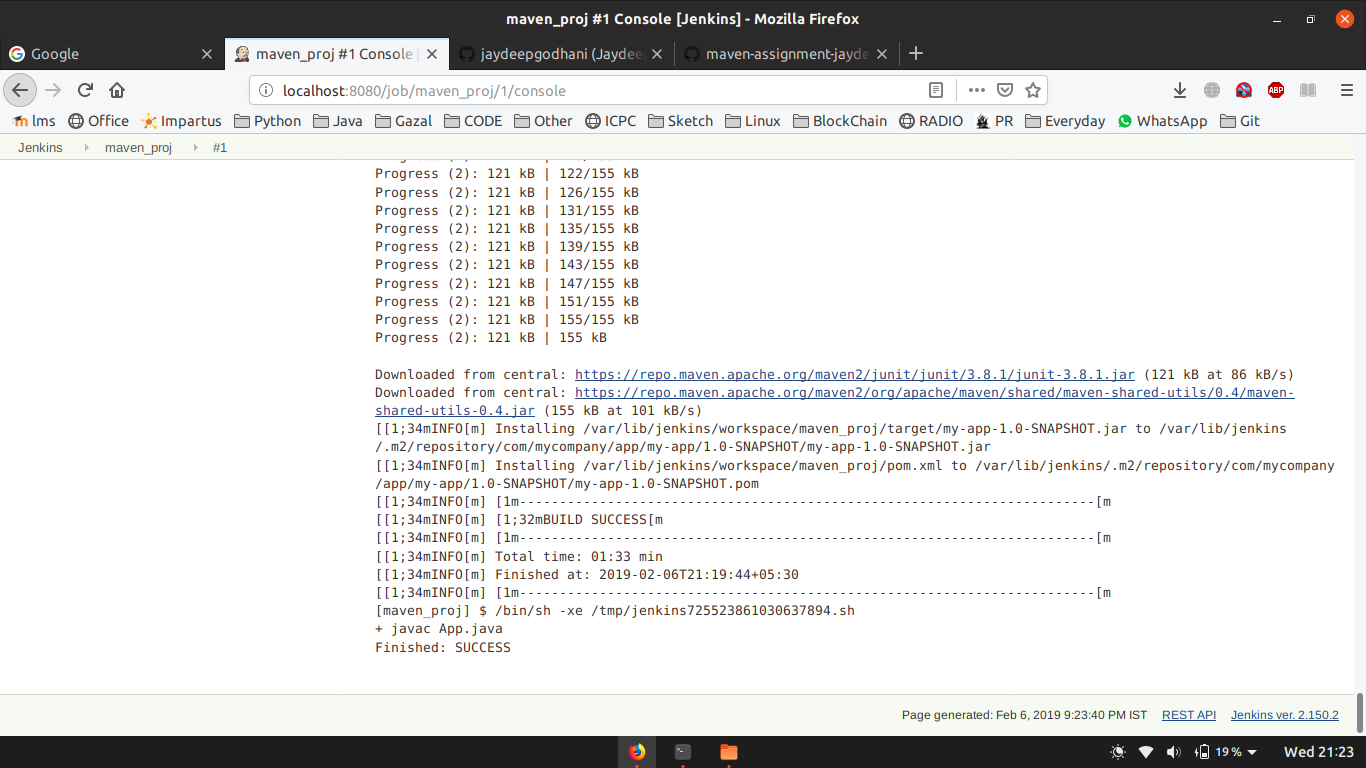 maven_proj #1 Console [Jenkins] - Mozilla Firefox
Google
maven_proj #1 Console [
jaydeepgodhani (Jaydee
maven-assignment-jayde
localhost:8080/job/maven_proj/1/console
ABP
lms Office Impartus Python Java Gazal CODE Other ICPC Sketch Linux BlockChain RADIO PR Everyday WhatsApp Git
Jenkins maven_proj #1
Progress (2): 121 kB | 122/155 kB
Progress (2): 121 kB | 126/155 kB
Progress (2): 121 kB | 131/155 kB
Progress (2): 121 kB | 135/155 kB
Progress (2): 121 kB | 139/155 kB
Progress (2): 121 kB | 143/155 kB
Progress (2): 121 kB | 147/155 kB
Progress (2): 121 kB | 151/155 kB
Progress (2): 121 kB | 155/155 kB
Progress (2): 121 kB | 155 kB
Downloaded from central: https://repo.maven.apache.org/maven2/junit/junit/3.8.1/junit-3.8.1.jar (121 kB at 86 kB/s)
Downloaded from central: https://repo.maven.apache.org/maven2/org/apache/maven/shared/maven-shared-utils/0.4/maven-
shared-utils-0.4.jar (155 kB at 101 kB/s)
[[1;34mINFO[m] Installing /var/lib/jenkins/workspace/maven_proj/target/my-app-1.0-SNAPSHOT.jar to /var/lib/jenkins
/.m2/repository/com/mycompany/app/my-app/1.0-SNAPSHOT/my-app-1.0-SNAPSHOT.jar
[[1;34mINFO[m] Installing /var/lib/jenkins/workspace/maven_proj/pom.xml to /var/lib/jenkins/.m2/repository/com/mycompany
/app/my-app/1.0-SNAPSHOT/my-app-1.0-SNAPSHOT.pom
[[1;34mINFO[m] [1m------------------------------------------------------------------------[m
[[1;34mINFO[m] [1;32mBUILD SUCCESS[m
[[1;34mINFO[m] [1m------------------------------------------------------------------------[m
[[1;34mINFO[m] Total time: 01:33 min
[[1;34mINFO[m] Finished at: 2019-02-06T21:19:44+05:30
[[1;34mINFO[m] [1m------------------------------------------------------------------------[m
[maven_proj] $ /bin/sh -xe /tmp/jenkins725523861030637894.sh
+ javac App.java
Finished: SUCCESS
Page generated: Feb 6, 2019 9:23:40 PM IST REST API Jenkins ver. 2.150.2
19 % Wed 21:23